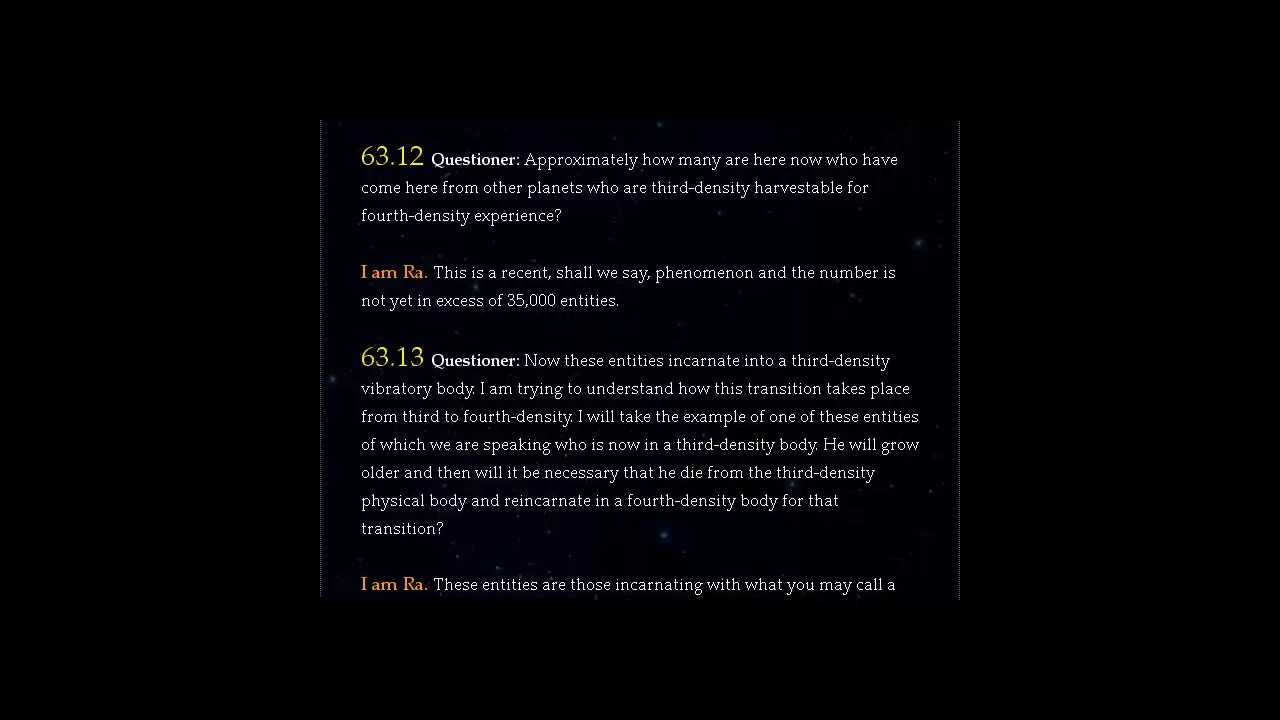 63.12 Questioner: Approximately how many are here now who have
come here from other planets who are third-density harvestable for
fourth-density experience?
I am Ra. This is a recent, shall we say, phenomenon and the number is
not yet in excess of 35,000 entities.
63.13 Questioner: Now these entities incarnate into a third-density
vibratory body. I am trying to understand how this transition takes place
from third to fourth-density. I will take the example of one of these entities
of which we are speaking who is now in a third-density body. He will grow
older and then will it be necessary that he die from the third-density
physical body and reincarnate in a fourth-density body for that
transition?
I am Ra. These entities are those incarnating with what you may call a